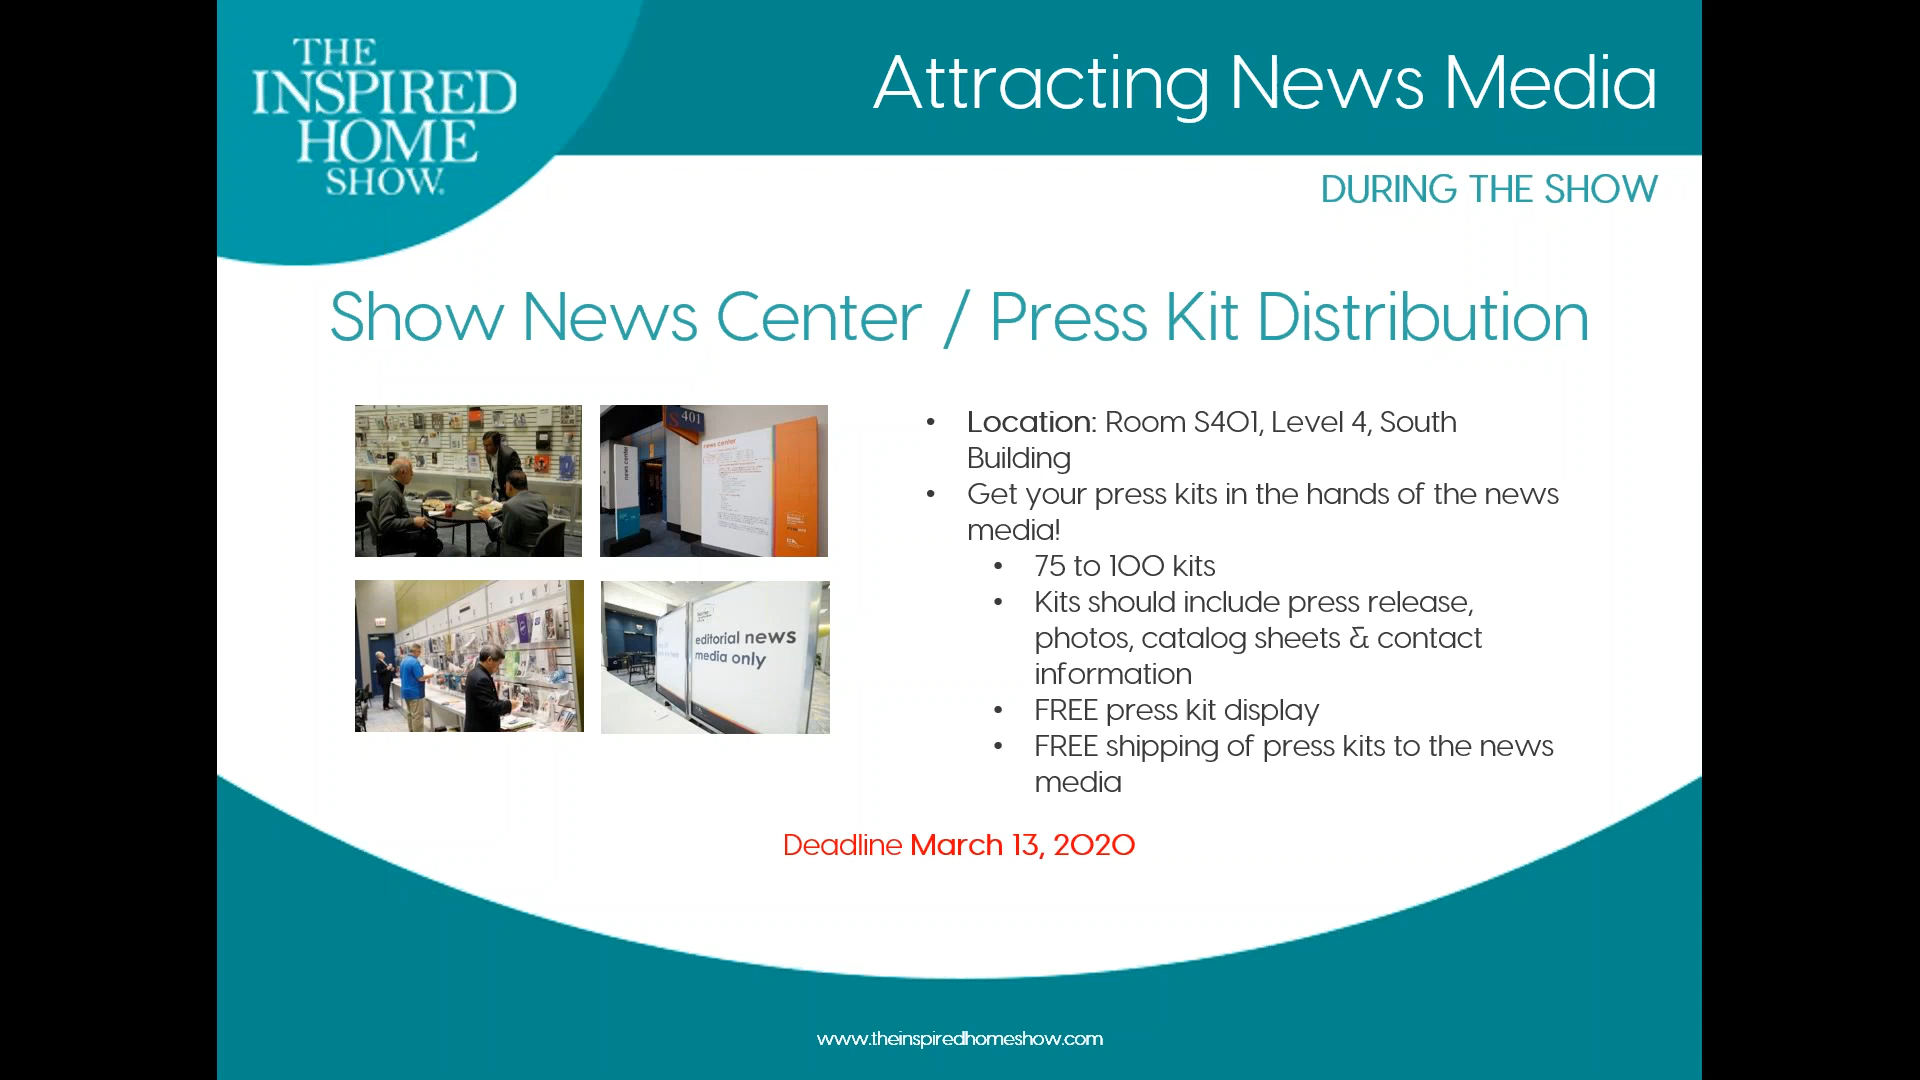 THE
INSPIRED
HOME
SHOW.
Attracting News Media
DURING THE SHOW
Show News Center / Press Kit Distribution
401
news center
news center
editorial news
media only
• Location: Room S401, Level 4, South
Building
• Get your press kits in the hands of the news
media!
• 75 to 100 kits
• Kits should include press release,
photos, catalog sheets & contact
information
• FREE press kit display
• FREE shipping of press kits to the news
media
Deadline March 13, 2020
www.theinspiredhomeshow.com